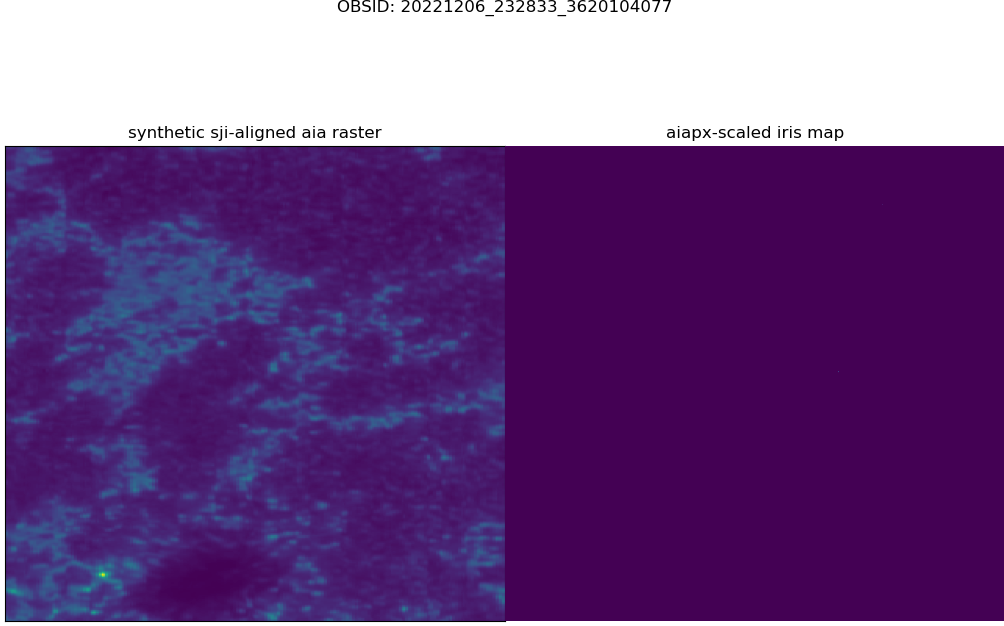 OBSID: 20221206_232833_3620104077
synthetic sji-aligned aia raster
aiapx-scaled iris map